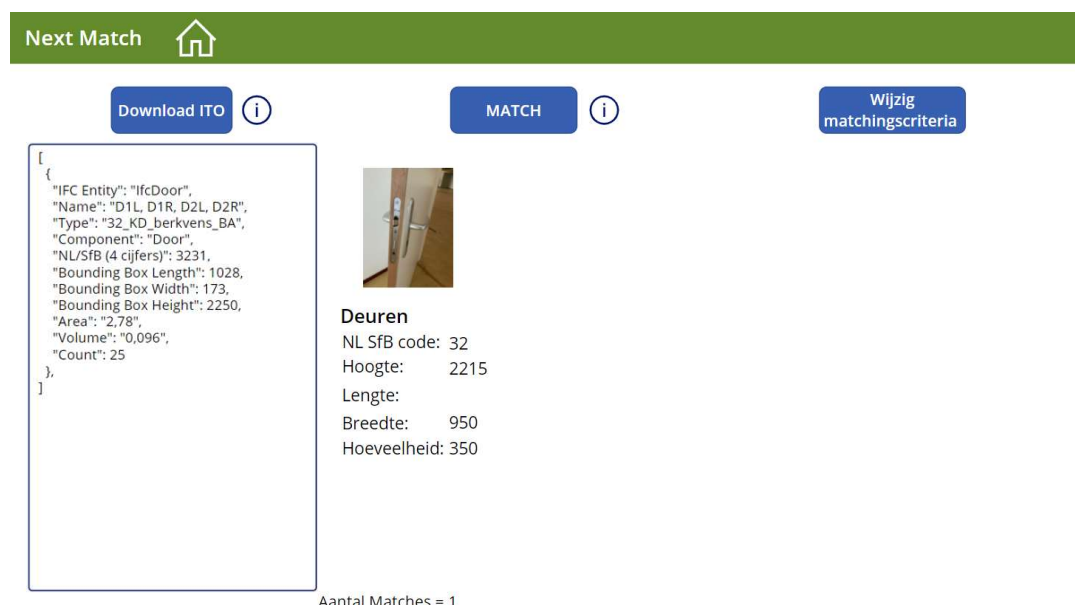 Next Match
Download ITO
i
MATCH
i
Wijzig
matchingscriteria
[
{
"IFC Entity": "IfcDoor",
"Name": "D1L, D1R, D2L, D2R",
"Type": "32_KD_berkvens_BA",
"Component": "Door",
"NL/SfB (4 cijfers)": 3231,
"Bounding Box Length": 1028,
"Bounding Box Width": 173,
"Bounding Box Height": 2250,
"Area": "2,78",
"Volume": "0,096",
"Count": 25
},
]
Deuren
NL SfB code: 32
Hoogte: 2215
Lengte:
Breedte: 950
Hoeveelheid: 350
Aantal Matches = 1